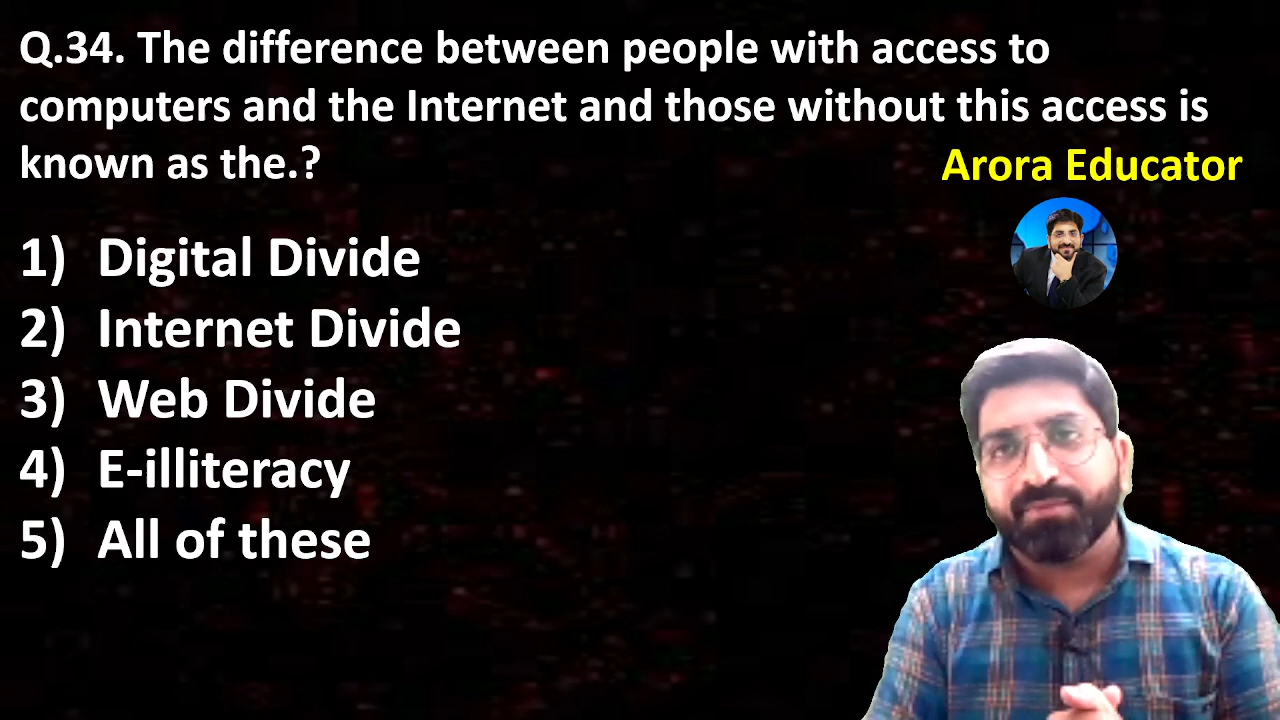 Q.34. The difference between people with access to
computers and the Internet and those without this access is
known as the.?
Arora Educator
1) Digital Divide
2) Internet Divide
3) Web Divide
4) E-illiteracy
5) All of these